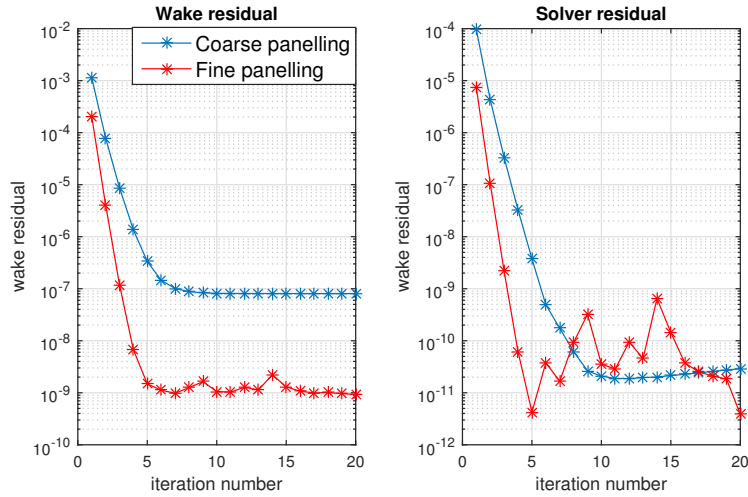 Wake residual
Coarse panelling
Fine panelling
wake residual
10^-2
10^-3
10^-4
10^-5
10^-6
10^-7
10^-8
10^-9
10^-10
0 5 10 15 20
iteration number
Solver residual
wake residual
10^-4
10^-5
10^-6
10^-7
10^-8
10^-9
10^-10
10^-11
10^-12
0 5 10 15 20
iteration number